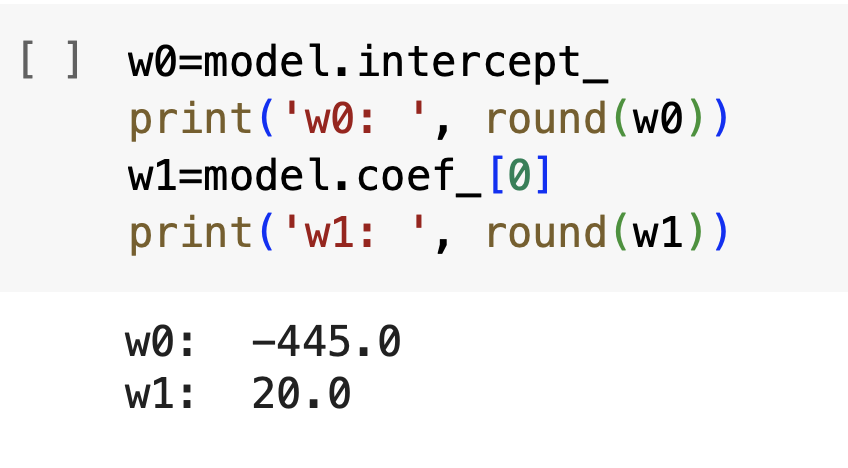 [ ] w0=model.intercept_
print('w0: ', round(w0))
w1=model.coef_[0]
print('w1: ', round(w1))
w0:  -445.0
w1:  20.0